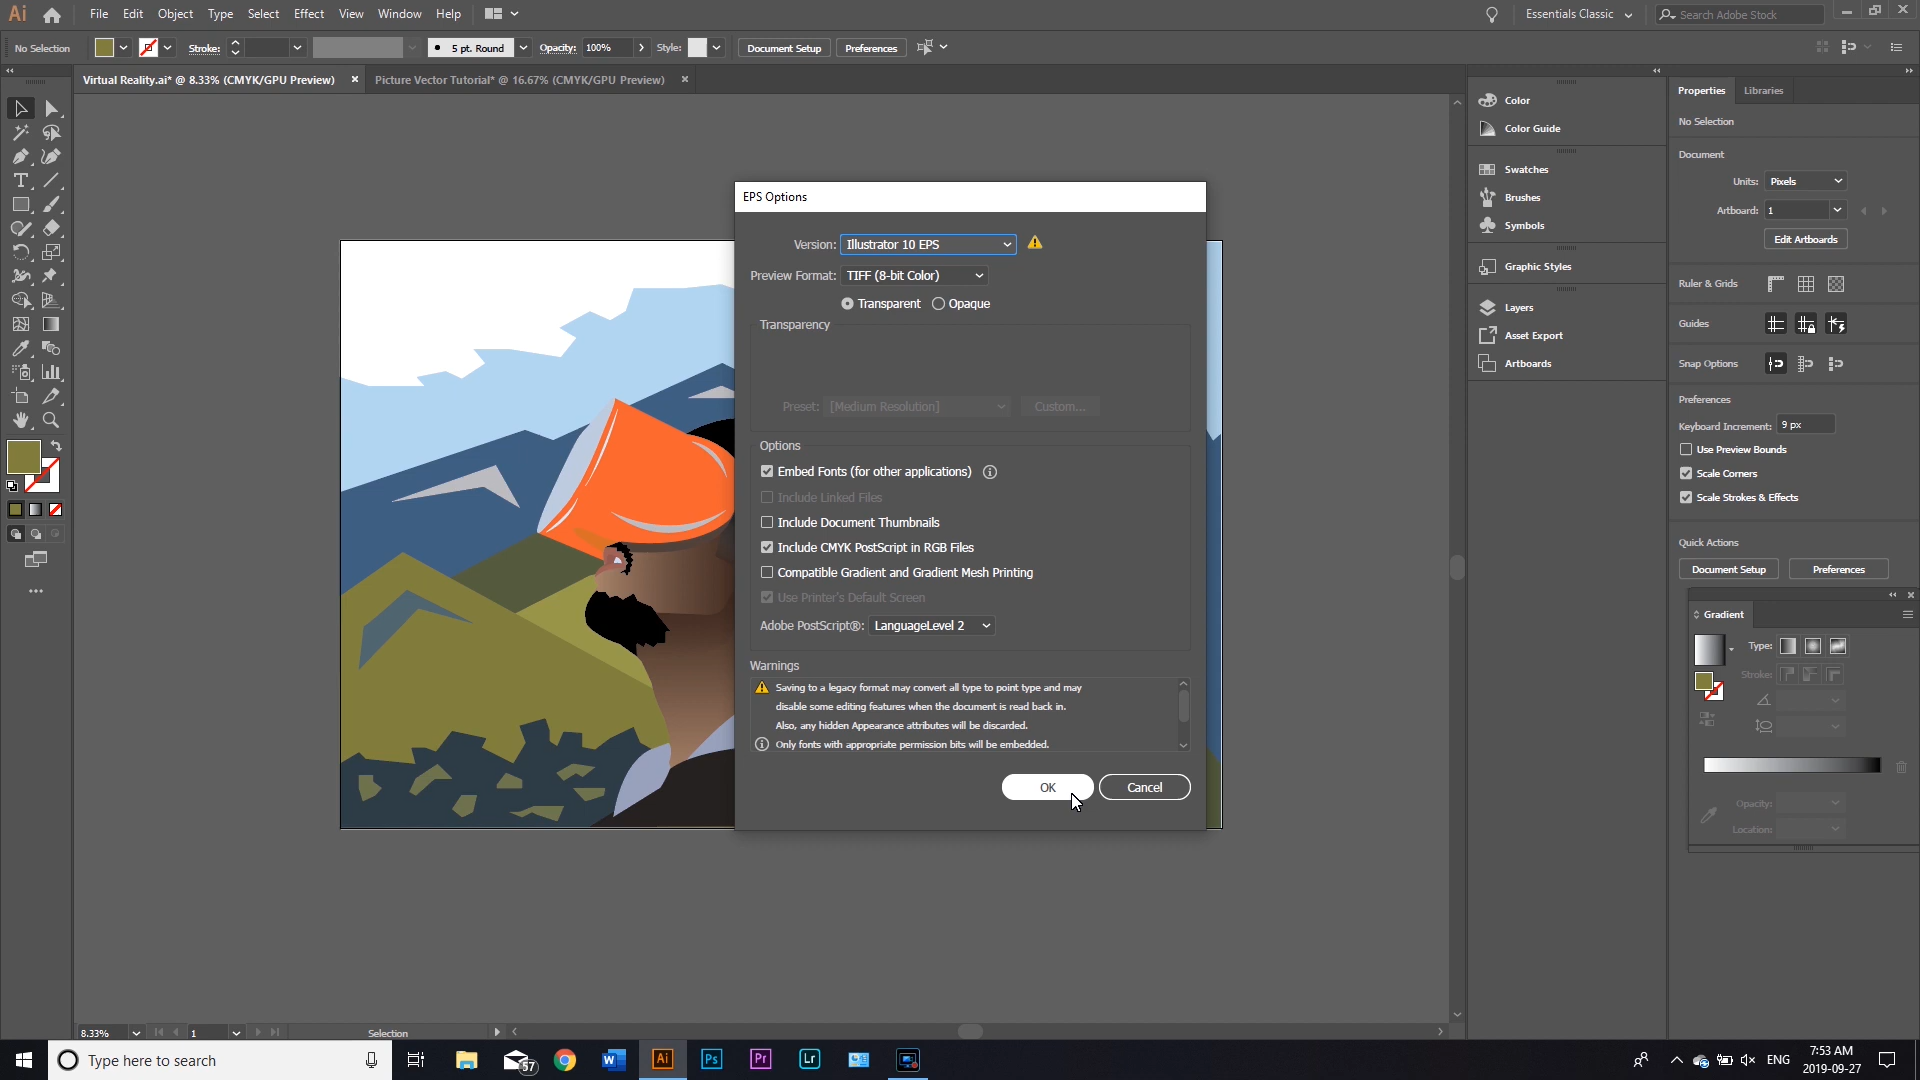 Ai
File Edit Object Type Select Effect View Window Help
Essentials Classic
Search Adobe Stock
No Selection
Stroke:
5 pt. Round
Opacity: 100%
Style:
Document Setup
Preferences
Virtual Reality.ai* @ 8.33% (CMYK/GPU Preview)
Picture Vector Tutorial* @ 16.67% (CMYK/GPU Preview)
EPS Options
Version: Illustrator 10 EPS
Preview Format: TIFF (8-bit Color)
Transparent Opaque
Transparency
Preset: [Medium Resolution] Custom...
Options
Embed Fonts (for other applications)
Include Linked Files
Include Document Thumbnails
Include CMYK PostScript in RGB Files
Compatible Gradient and Gradient Mesh Printing
Use Printer's Default Screen
Adobe PostScript®: LanguageLevel 2
Warnings
Saving to a legacy format may convert all type to point type and may
disable some editing features when the document is read back in.
Also, any hidden Appearance attributes will be discarded.
Only fonts with appropriate permission bits will be embedded.
OK Cancel
Color
Color Guide
Swatches
Brushes
Symbols
Graphic Styles
Layers
Asset Export
Artboards
Properties Libraries
No Selection
Document
Units: Pixels
Artboard: 1
Edit Artboards
Ruler & Grids
Guides
Snap Options
Preferences
Keyboard Increment: 9 px
Use Preview Bounds
Scale Corners
Scale Strokes & Effects
Quick Actions
Document Setup Preferences
Gradient
Type:
Stroke:
Opacity:
Location:
8.33% 1 Selection
Type here to search
57
Ai
Ps
Pr
Lr
ENG
7:53 AM
2019-09-27